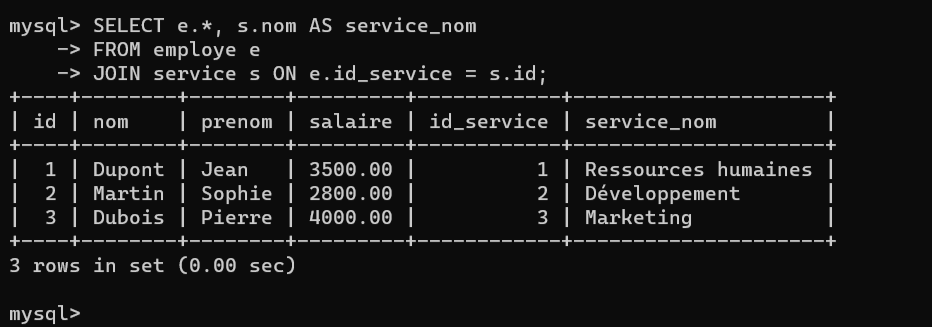 mysql> SELECT e.*, s.nom AS service_nom
    -> FROM employe e
    -> JOIN service s ON e.id_service = s.id;
+----+--------+--------+---------+------------+---------------------+
| id | nom    | prenom | salaire | id_service | service_nom         |
+----+--------+--------+---------+------------+---------------------+
|  1 | Dupont | Jean   | 3500.00 |          1 | Ressources humaines |
|  2 | Martin | Sophie | 2800.00 |          2 | Développement       |
|  3 | Dubois | Pierre | 4000.00 |          3 | Marketing           |
+----+--------+--------+---------+------------+---------------------+
3 rows in set (0.00 sec)

mysql>